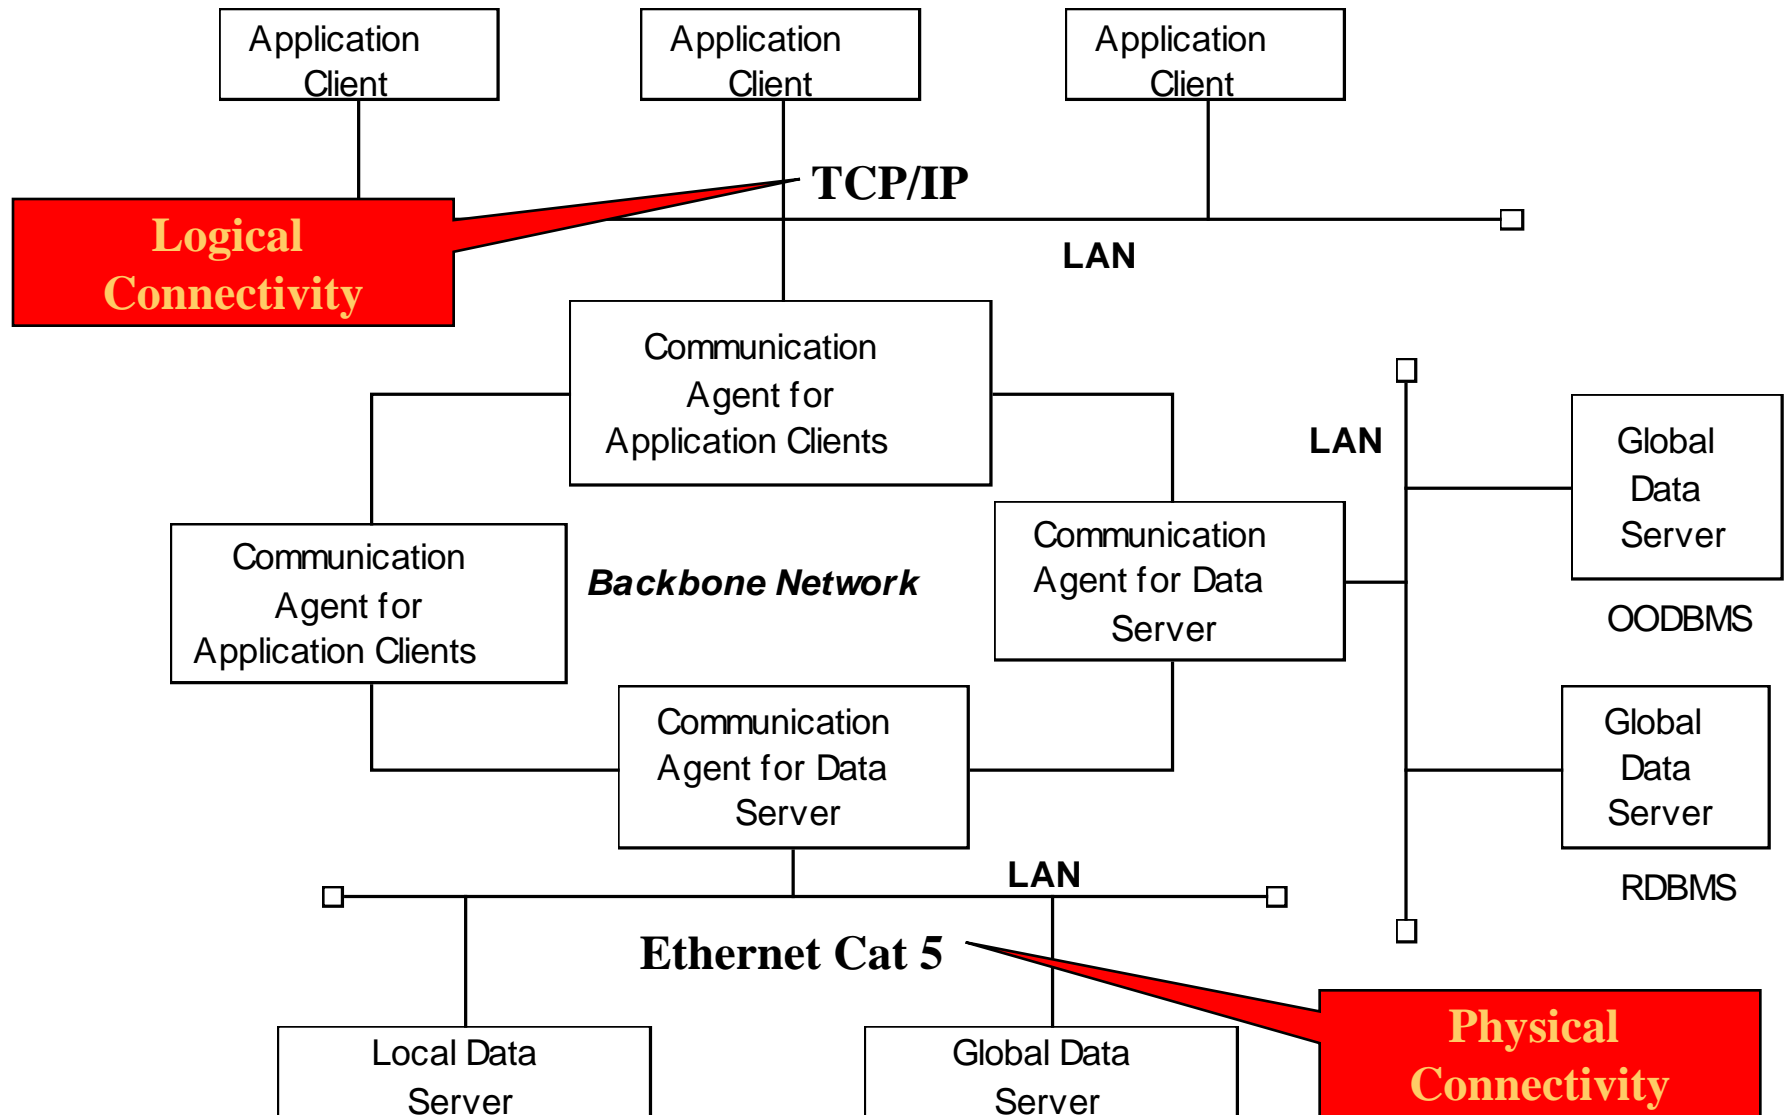 Application
Client
Application
Client
Application
Client
TCP/IP
Logical
Connectivity
LAN
Communication
Agent for
Application Clients
LAN
Global
Data
Server
OODBMS
Communication
Agent for
Application Clients
Backbone Network
Communication
Agent for Data
Server
Communication
Agent for Data
Server
Global
Data
Server
RDBMS
LAN
Ethernet Cat 5
Physical
Connectivity
Local Data
Server
Global Data
Server